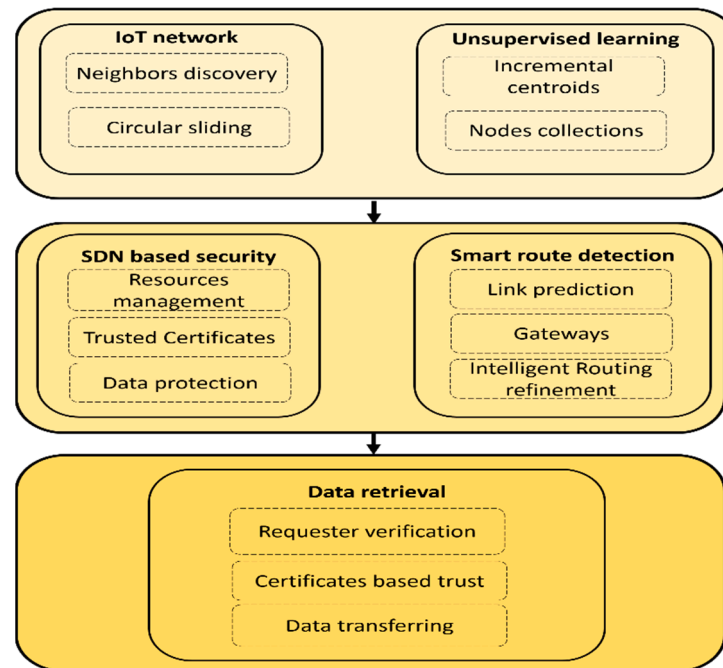 IoT network
Neighbors discovery
Circular sliding
Unsupervised learning
Incremental
centroids
Nodes collections
SDN based security
Resources
management
Trusted Certificates
Data protection
Smart route detection
Link prediction
Gateways
Intelligent Routing
refinement
Data retrieval
Requester verification
Certificates based trust
Data transferring